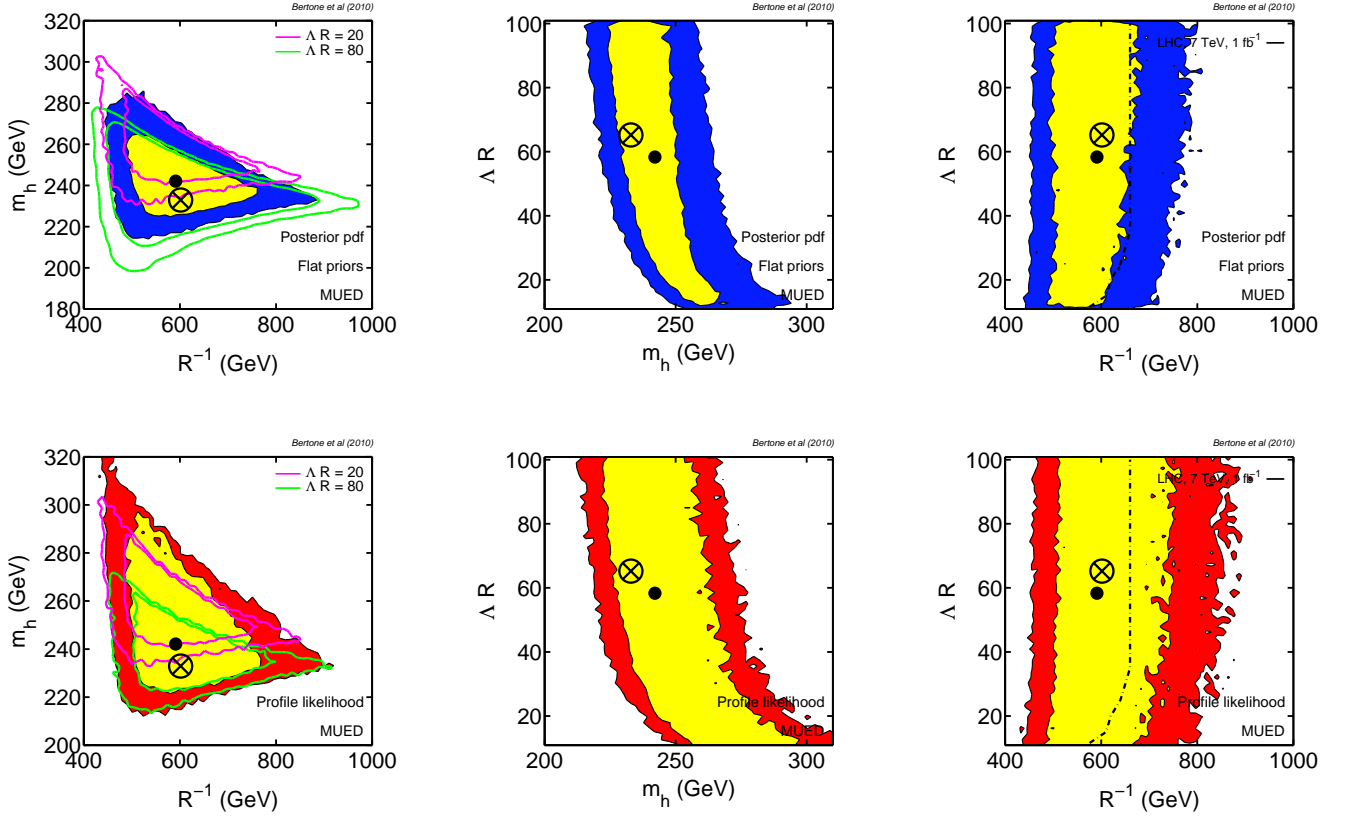 Bertone et al (2010)
320
300
280
260
240
220
200
180
m_h (GeV)
Λ R = 20
Λ R = 80
Posterior pdf
Flat priors
MUED
400 600 800 1000
R⁻¹ (GeV)
Bertone et al (2010)
100
80
60
40
20
Λ R
Posterior pdf
Flat priors
MUED
200 250 300
m_h (GeV)
Bertone et al (2010)
100
80
60
40
20
Λ R
LHC, 7 TeV, 1 fb⁻¹
Posterior pdf
Flat priors
MUED
400 600 800 1000
R⁻¹ (GeV)
Bertone et al (2010)
320
300
280
260
240
220
200
m_h (GeV)
Λ R = 20
Λ R = 80
Profile likelihood
MUED
400 600 800 1000
R⁻¹ (GeV)
Bertone et al (2010)
100
80
60
40
20
Λ R
Profile likelihood
MUED
200 250 300
m_h (GeV)
Bertone et al (2010)
100
80
60
40
20
Λ R
LHC, 7 TeV, 1 fb⁻¹
Profile likelihood
MUED
400 600 800 1000
R⁻¹ (GeV)